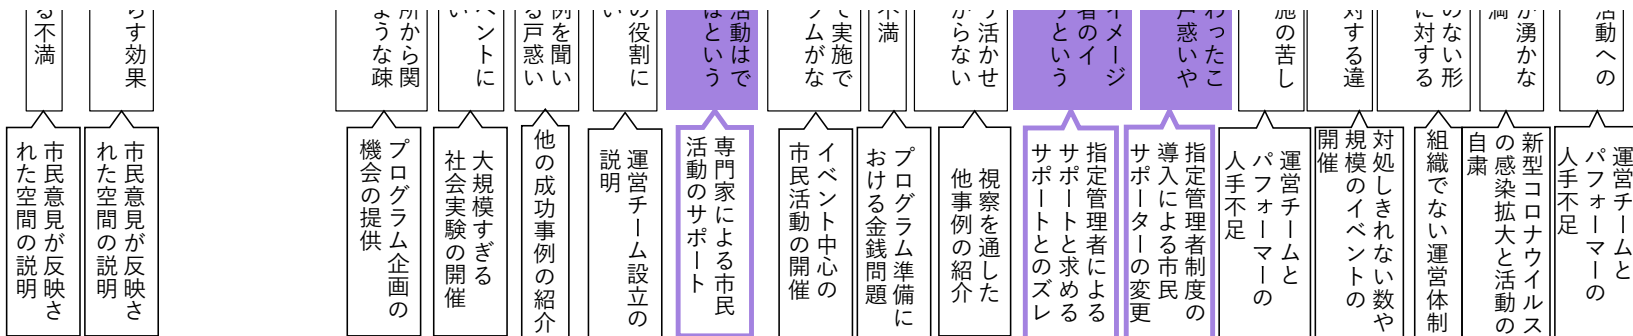 活動への
が湧かな
満
のない形
に対する
対する違
施の苦し
わったこ
戸惑いや
イメージ
者のイ
うという
う活かせ
からない
不満
で実施で
ムがな
活動はで
はという
の役割に
い
例を聞い
る戸惑い
ベントに
い
所から関
ような疎
らす効果
る不満
運営チームと
パフォーマーの
人手不足
新型コロナウイルス
の感染拡大と活動の
自粛
組織でない運営体制
対処しきれない数や
規模のイベントの
開催
運営チームと
パフォーマーの
人手不足
指定管理者制度の
導入による市民
サポーターの変更
指定管理者による
サポートと求める
サポートとのズレ
視察を通した
他事例の紹介
プログラム準備に
おける金銭問題
イベント中心の
市民活動の開催
専門家による市民
活動のサポート
運営チーム設立の
説明
他の成功事例の紹介
大規模すぎる
社会実験の開催
プログラム企画の
機会の提供
市民意見が反映さ
れた空間の説明
市民意見が反映さ
れた空間の説明